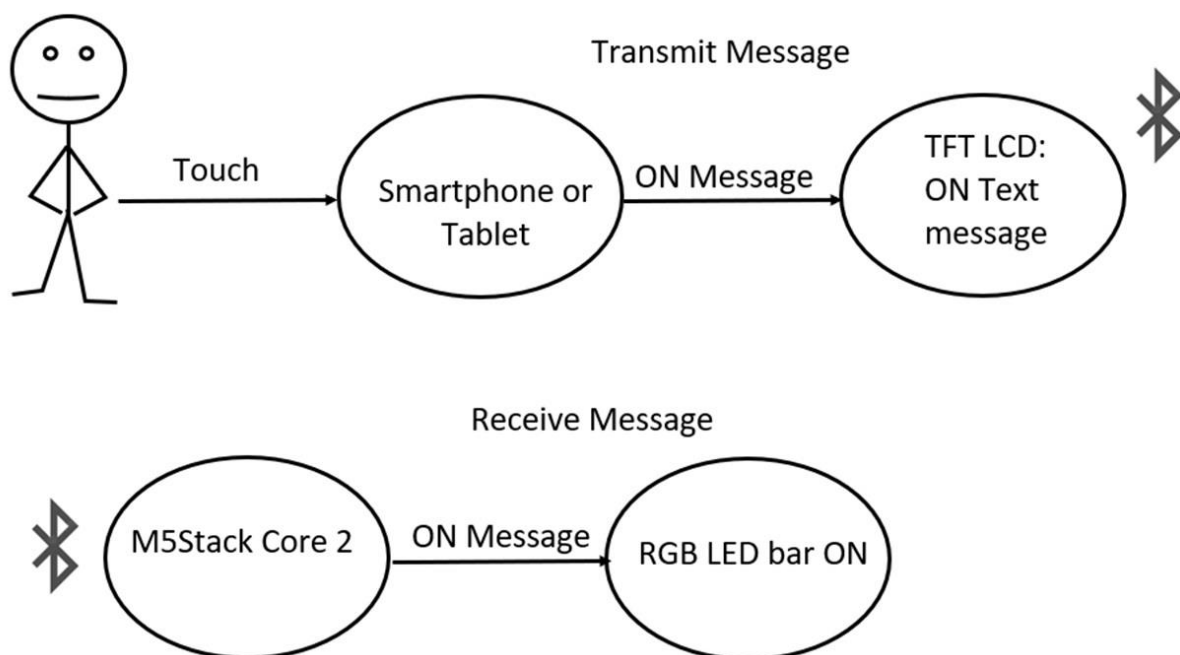 Transmit Message
Touch
Smartphone or
Tablet
ON Message
TFT LCD:
ON Text
message
Receive Message
M5Stack Core 2
ON Message
RGB LED bar ON